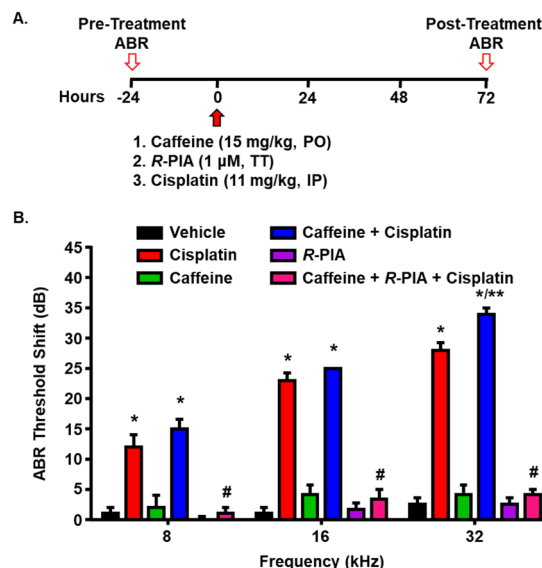 A.
Pre-Treatment
ABR
Post-Treatment
ABR
Hours -24 0 24 48 72
1. Caffeine (15 mg/kg, PO)
2. R-PIA (1 µM, TT)
3. Cisplatin (11 mg/kg, IP)
B.
Vehicle Caffeine + Cisplatin
Cisplatin R-PIA
Caffeine Caffeine + R-PIA + Cisplatin
ABR Threshold Shift (dB)
45
40
35
30
25
20
15
10
5
0
* * # * * # * */** #
8 16 32
Frequency (kHz)